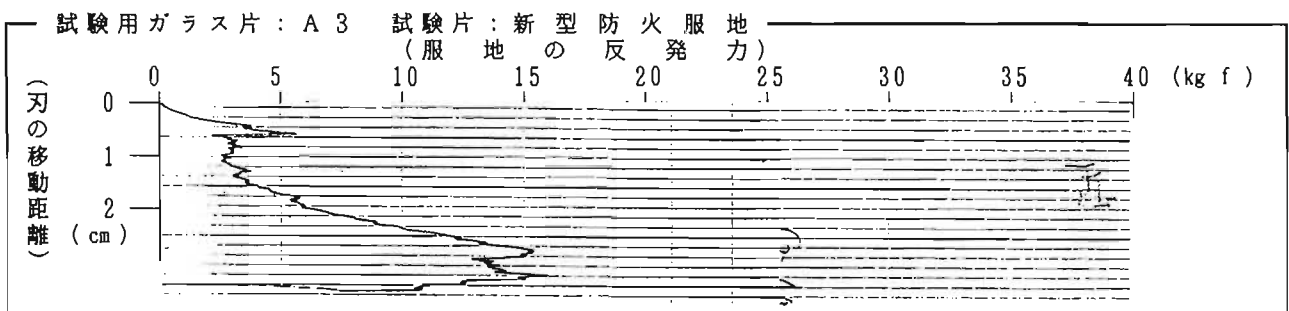 試験用ガラス片：A3 試験片：新型防火服地
（服地の反発力）
0 5 10 15 20 25 30 35 40 (kgf)
（刃の移動距離）
0
1
2
(cm)